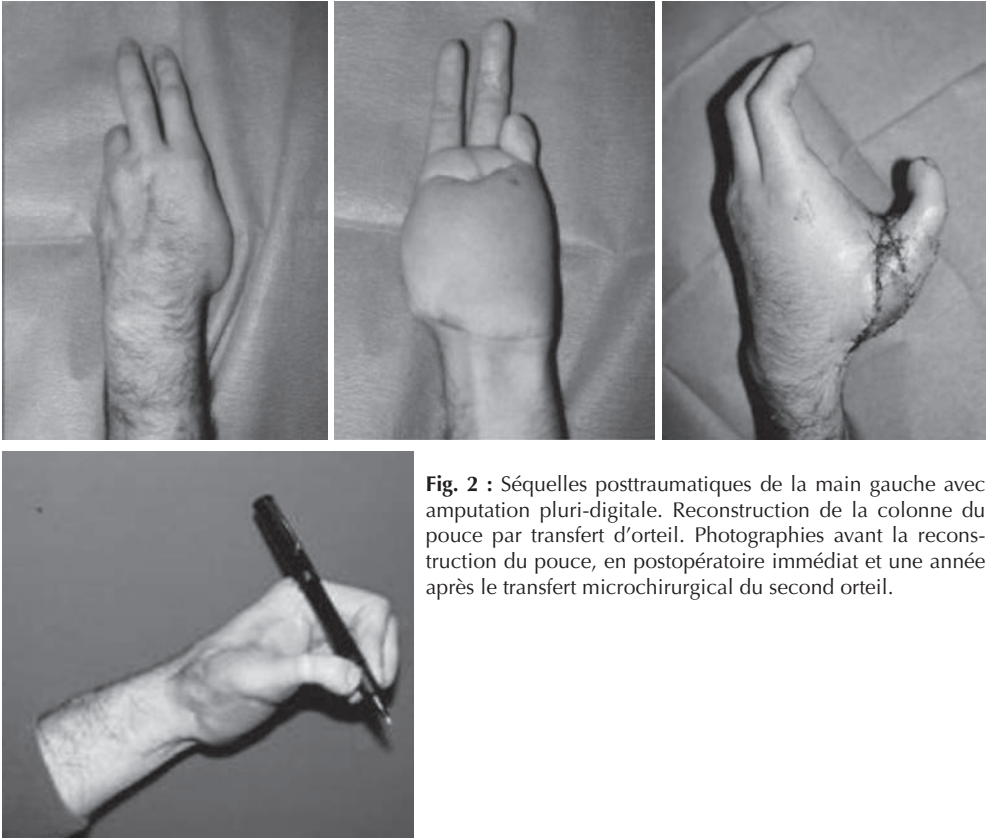 Fig. 2 : Séquelles posttraumatiques de la main gauche avec
amputation pluri-digitale. Reconstruction de la colonne du
pouce par transfert d'orteil. Photographies avant la recons-
truction du pouce, en postopératoire immédiat et une année
après le transfert microchirurgical du second orteil.